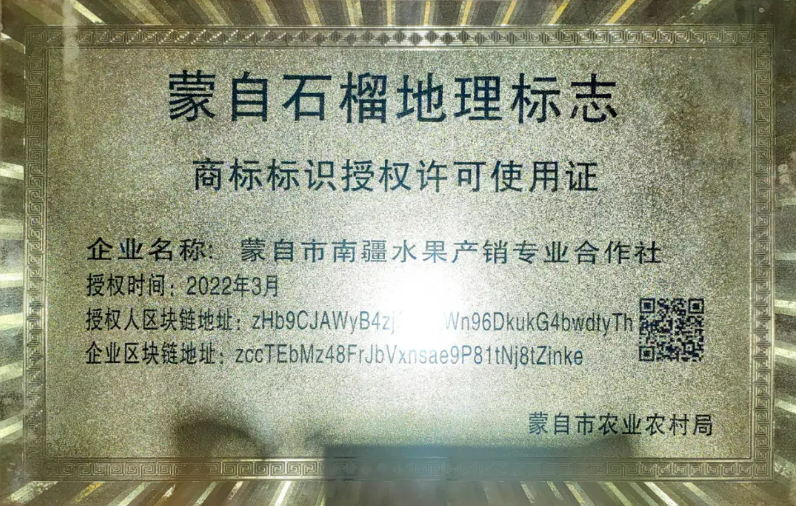 蒙自石榴地理标志
商标标识授权许可使用证
企业名称: 蒙自市南疆水果产销专业合作社
授权时间: 2022年3月
授权人区块链地址:
企业区块链地址: zccTEbMz48FrJbVxnsae9P81tNj8tZinke
蒙自市农业农村局